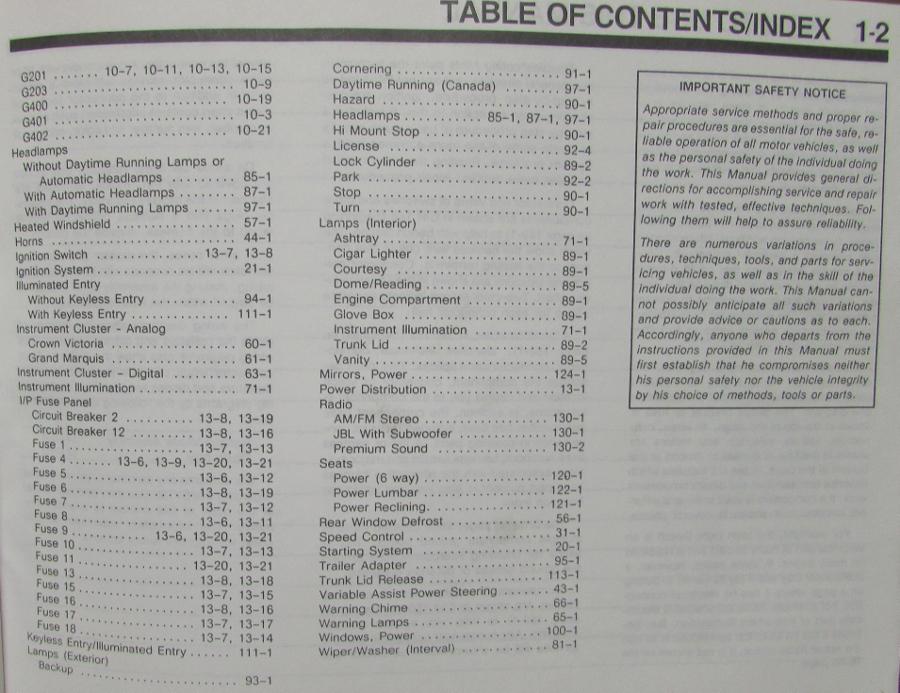 TABLE OF CONTENTS/INDEX 1-2
G201 ....... 10-7, 10-11, 10-13, 10-15
G203 ........................... 10-9
G400 ........................... 10-19
G401 ........................... 10-3
G402 ........................... 10-21
Headlamps
Without Daytime Running Lamps or
Automatic Headlamps ......... 85-1
With Automatic Headlamps ........ 87-1
With Daytime Running Lamps ...... 97-1
Heated Windshield ................ 57-1
Horns .......................... 44-1
Ignition Switch .............. 13-7, 13-8
Ignition System ................... 21-1
Illuminated Entry
Without Keyless Entry ............ 94-1
With Keyless Entry .............. 111-1
Instrument Cluster - Analog
Crown Victoria .................. 60-1
Grand Marquis .................. 61-1
Instrument Cluster - Digital ......... 63-1
Instrument Illumination .............. 71-1
I/P Fuse Panel
Circuit Breaker 2 .......... 13-8, 13-19
Circuit Breaker 12 ......... 13-8, 13-16
Fuse 1 ................. 13-7, 13-13
Fuse 4 ....... 13-6, 13-9, 13-20, 13-21
Fuse 5 ................. 13-6, 13-12
Fuse 6 ................. 13-8, 13-19
Fuse 7 ................. 13-7, 13-12
Fuse 8 ................. 13-6, 13-11
Fuse 9 ............ 13-6, 13-20, 13-21
Fuse 10 ................ 13-7, 13-13
Fuse 11 ............... 13-20, 13-21
Fuse 13 ................ 13-8, 13-18
Fuse 15 ................ 13-7, 13-15
Fuse 16 ................ 13-8, 13-16
Fuse 17 ................ 13-7, 13-17
Fuse 18 ................ 13-7, 13-14
Keyless Entry/Illuminated Entry ...... 111-1
Lamps (Exterior)
Backup ....................... 93-1
Cornering ....................... 91-1
Daytime Running (Canada) ........ 97-1
Hazard ......................... 90-1
Headlamps ............ 85-1, 87-1, 97-1
Hi Mount Stop ................... 90-1
License ........................ 92-4
Lock Cylinder ................... 89-2
Park ........................... 92-2
Stop ........................... 90-1
Turn ........................... 90-1
Lamps (Interior)
Ashtray ........................ 71-1
Cigar Lighter ................... 89-1
Courtesy ....................... 89-1
Dome/Reading .................. 89-5
Engine Compartment ............. 89-1
Glove Box ...................... 89-1
Instrument Illumination ............ 71-1
Trunk Lid ...................... 89-2
Vanity ......................... 89-5
Mirrors, Power .................... 124-1
Power Distribution ................. 13-1
Radio
AM/FM Stereo .................. 130-1
JBL With Subwoofer ............. 130-1
Premium Sound ................ 130-2
Seats
Power (6 way) .................. 120-1
Power Lumbar .................. 122-1
Power Reclining. ................ 121-1
Rear Window Defrost ............... 56-1
Speed Control ..................... 31-1
Starting System ................... 20-1
Trailer Adapter .................... 95-1
Trunk Lid Release ................. 113-1
Variable Assist Power Steering ........ 43-1
Warning Chime .................... 66-1
Warning Lamps .................... 65-1
Windows, Power .................. 100-1
Wiper/Washer (Interval) ............. 81-1
IMPORTANT SAFETY NOTICE
Appropriate service methods and proper re-
pair procedures are essential for the safe, re-
liable operation of all motor vehicles, as well
as the personal safety of the individual doing
the work. This Manual provides general di-
rections for accomplishing service and repair
work with tested, effective techniques. Fol-
lowing them will help to assure reliability.
There are numerous variations in proce-
dures, techniques, tools, and parts for serv-
icing vehicles, as well as in the skill of the
individual doing the work. This Manual can-
not possibly anticipate all such variations
and provide advice or cautions as to each.
Accordingly, anyone who departs from the
instructions provided in this Manual must
first establish that he compromises neither
his personal safety nor the vehicle integrity
by his choice of methods, tools or parts.